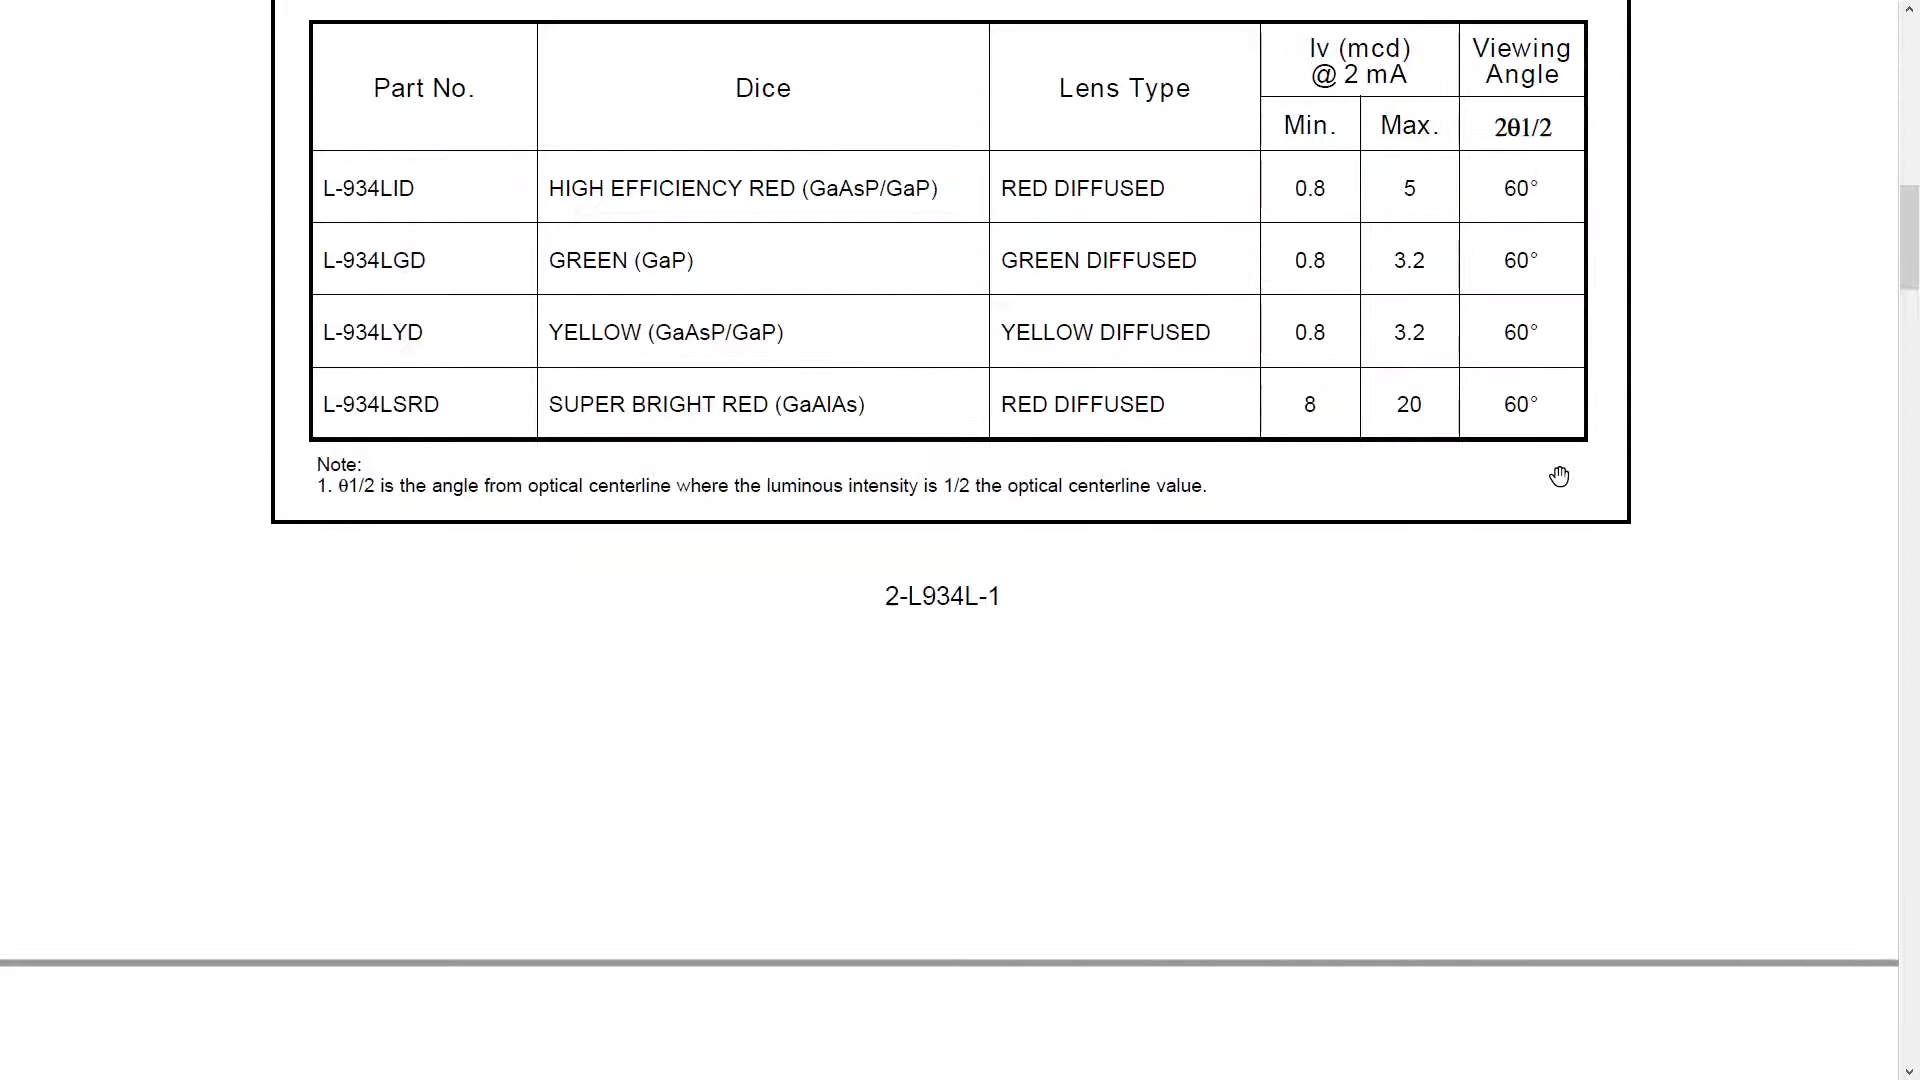 Part No. Dice Lens Type Iv (mcd) @ 2 mA Viewing Angle
Min. Max. 2θ1/2
L-934LID HIGH EFFICIENCY RED (GaAsP/GaP) RED DIFFUSED 0.8 5 60°
L-934LGD GREEN (GaP) GREEN DIFFUSED 0.8 3.2 60°
L-934LYD YELLOW (GaAsP/GaP) YELLOW DIFFUSED 0.8 3.2 60°
L-934LSRD SUPER BRIGHT RED (GaAlAs) RED DIFFUSED 8 20 60°
Note:
1. θ1/2 is the angle from optical centerline where the luminous intensity is 1/2 the optical centerline value.
2-L934L-1